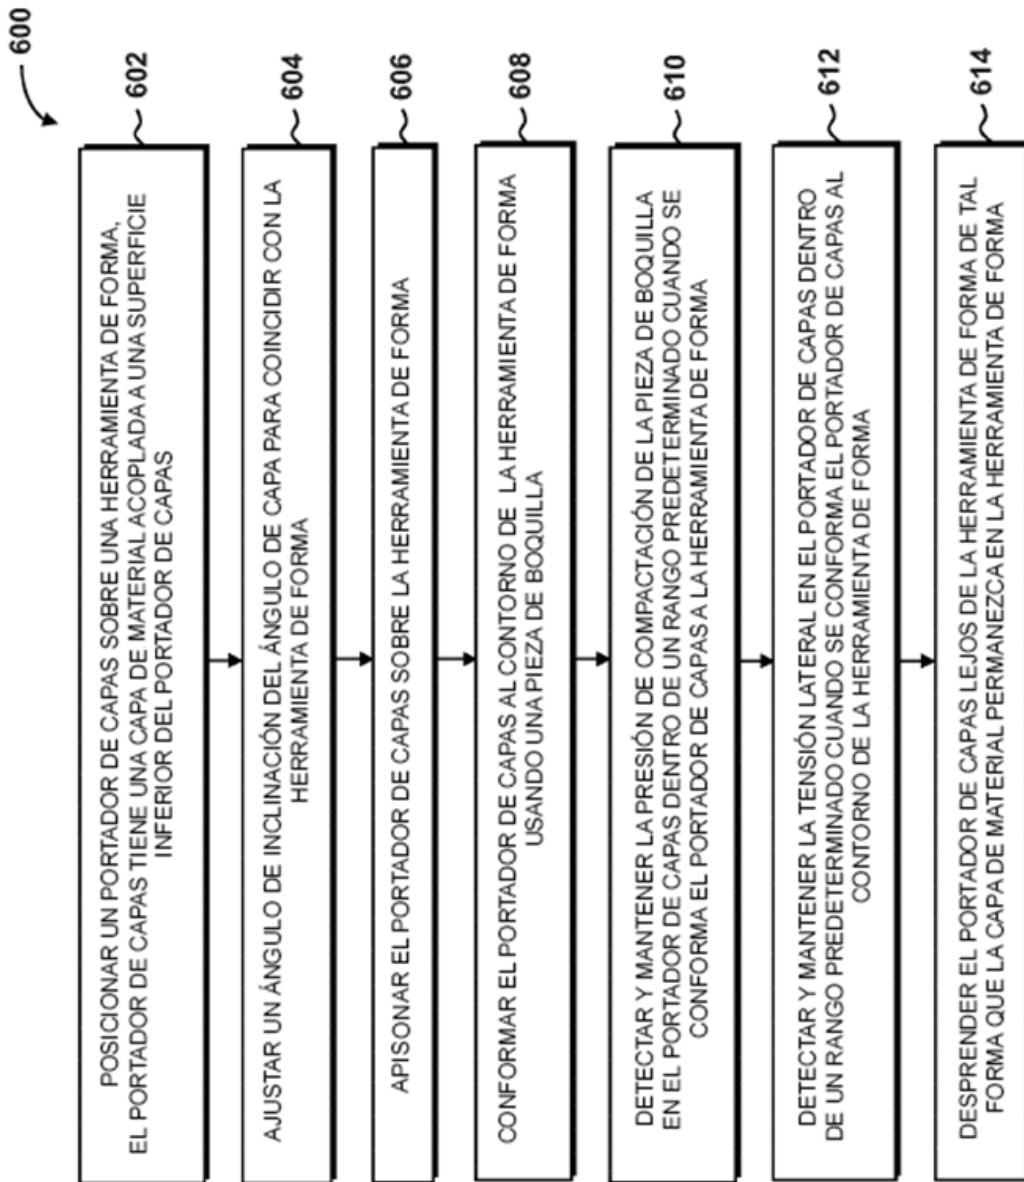 600
POSICIONAR UN PORTADOR DE CAPAS SOBRE UNA HERRAMIENTA DE FORMA,
EL PORTADOR DE CAPAS TIENE UNA CAPA DE MATERIAL ACOPLADA A UNA SUPERFICIE
INFERIOR DEL PORTADOR DE CAPAS
602
AJUSTAR UN ÁNGULO DE INCLINACIÓN DEL ÁNGULO DE CAPA PARA COINCIDIR CON LA
HERRAMIENTA DE FORMA
604
APISONAR EL PORTADOR DE CAPAS SOBRE LA HERRAMIENTA DE FORMA
606
CONFORMAR EL PORTADOR DE CAPAS AL CONTORNO DE LA HERRAMIENTA DE FORMA
USANDO UNA PIEZA DE BOQUILLA
608
DETECTAR Y MANTENER LA PRESIÓN DE COMPACTACIÓN DE LA PIEZA DE BOQUILLA
EN EL PORTADOR DE CAPAS DENTRO DE UN RANGO PREDETERMINADO CUANDO SE
CONFORMA EL PORTADOR DE CAPAS A LA HERRAMIENTA DE FORMA
610
DETECTAR Y MANTENER LA TENSIÓN LATERAL EN EL PORTADOR DE CAPAS DENTRO
DE UN RANGO PREDETERMINADO CUANDO SE CONFORMA EL PORTADOR DE CAPAS AL
CONTORNO DE LA HERRAMIENTA DE FORMA
612
DESPRENDER EL PORTADOR DE CAPAS LEJOS DE LA HERRAMIENTA DE FORMA DE TAL
FORMA QUE LA CAPA DE MATERIAL PERMANEZCA EN LA HERRAMIENTA DE FORMA
614